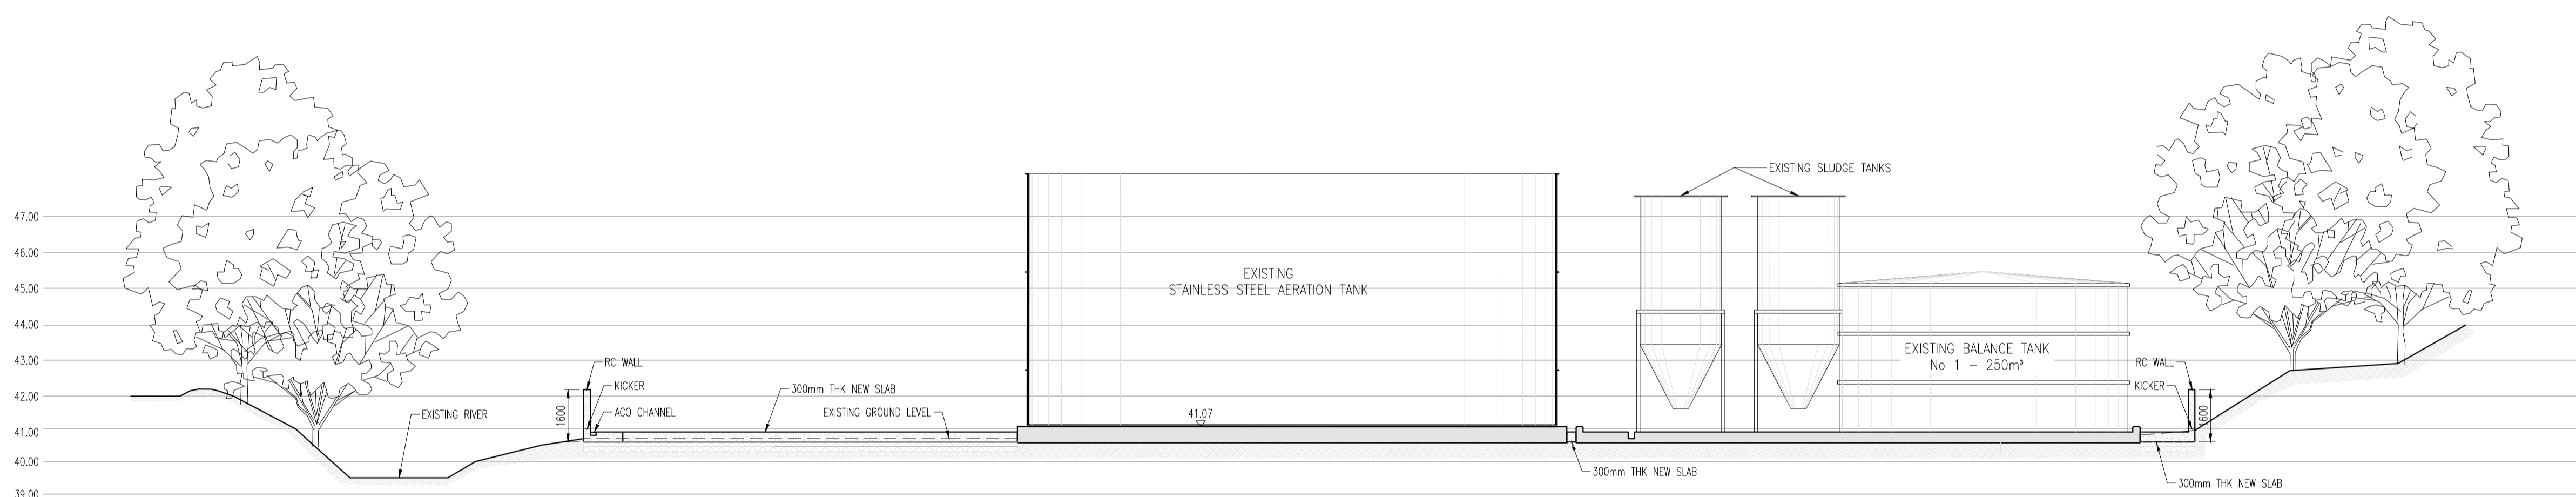 EXISTING SLUDGE TANKS
47.00
46.00
EXISTING
STAINLESS STEEL AERATION TANK
45.00
44.00
EXISTING BALANCE TANK
No 1 – 250m³
43.00
RC WALL
RC WALL
KICKER
KICKER
300mm THK NEW SLAB
42.00
1600
ACO CHANNEL
EXISTING GROUND LEVEL
EXISTING RIVER
41.07
1600
41.00
40.00
300mm THK NEW SLAB
300mm THK NEW SLAB
39.00